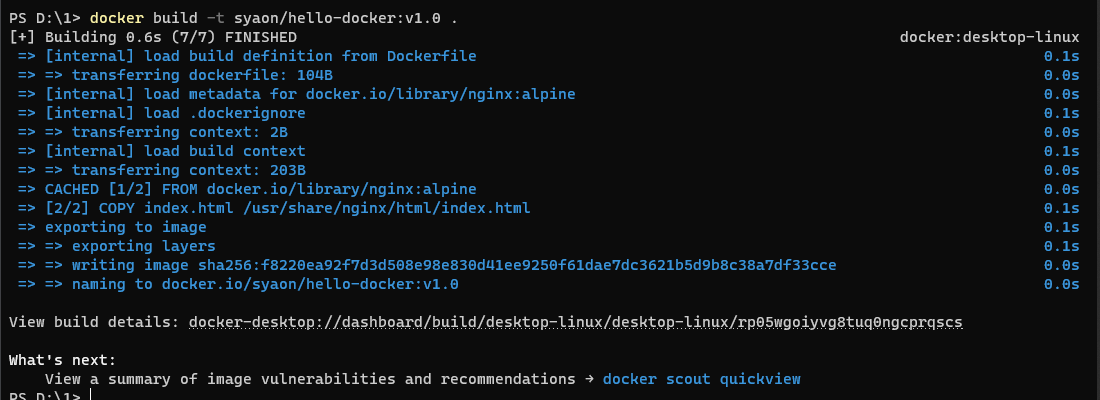 PS D:\1> docker build -t syaon/hello-docker:v1.0 .
[+] Building 0.6s (7/7) FINISHED docker:desktop-linux
=> [internal] load build definition from Dockerfile 0.1s
=> => transferring dockerfile: 104B 0.0s
=> [internal] load metadata for docker.io/library/nginx:alpine 0.0s
=> [internal] load .dockerignore 0.1s
=> => transferring context: 2B 0.0s
=> [internal] load build context 0.1s
=> => transferring context: 203B 0.0s
=> CACHED [1/2] FROM docker.io/library/nginx:alpine 0.0s
=> [2/2] COPY index.html /usr/share/nginx/html/index.html 0.1s
=> exporting to image 0.1s
=> => exporting layers 0.1s
=> => writing image sha256:f8220ea92f7d3d508e98e830d41ee9250f61dae7dc3621b5d9b8c38a7df33cce 0.0s
=> => naming to docker.io/syaon/hello-docker:v1.0 0.0s
View build details: docker-desktop://dashboard/build/desktop-linux/desktop-linux/rp05wgoiyvg8tuq0ngcprqscs
What's next:
View a summary of image vulnerabilities and recommendations → docker scout quickview
PS D:\1>